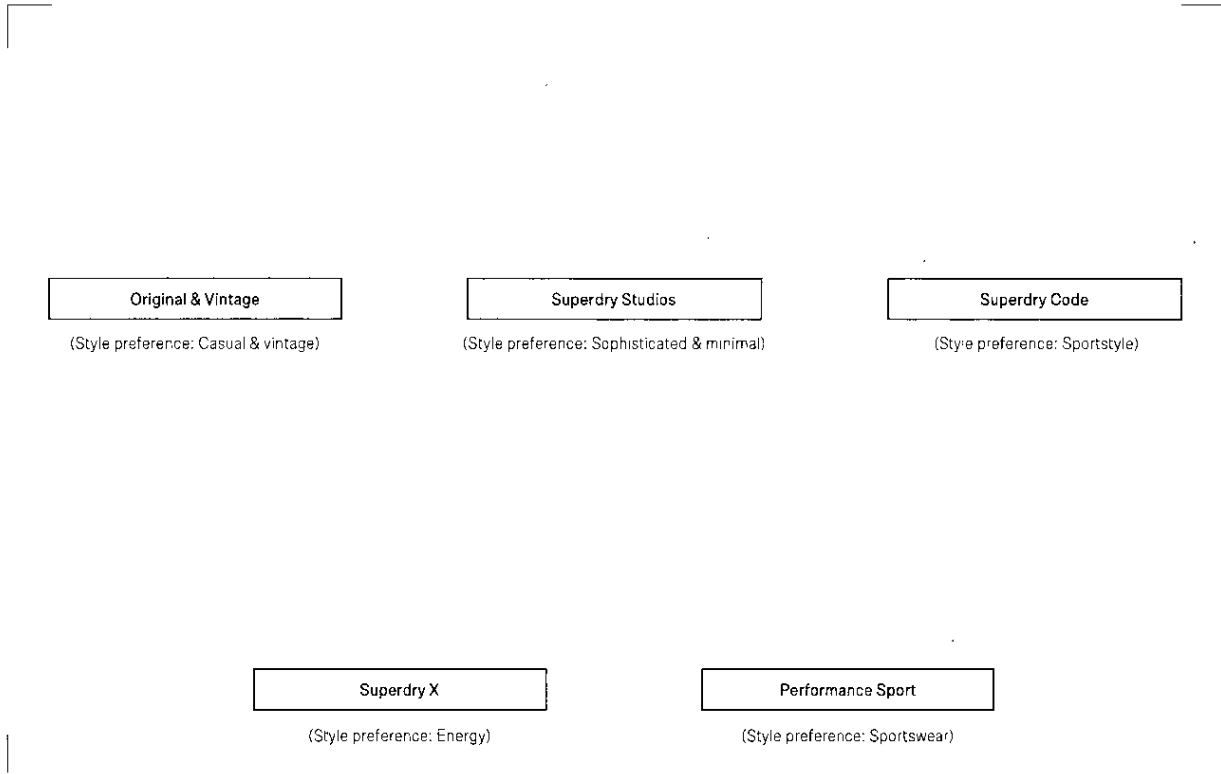 Original & Vintage
(Style preference: Casual & vintage)
Superdry Studios
(Style preference: Sophisticated & minimal)
Superdry Code
(Style preference: Sportstyle)
Superdry X
(Style preference: Energy)
Performance Sport
(Style preference: Sportswear)